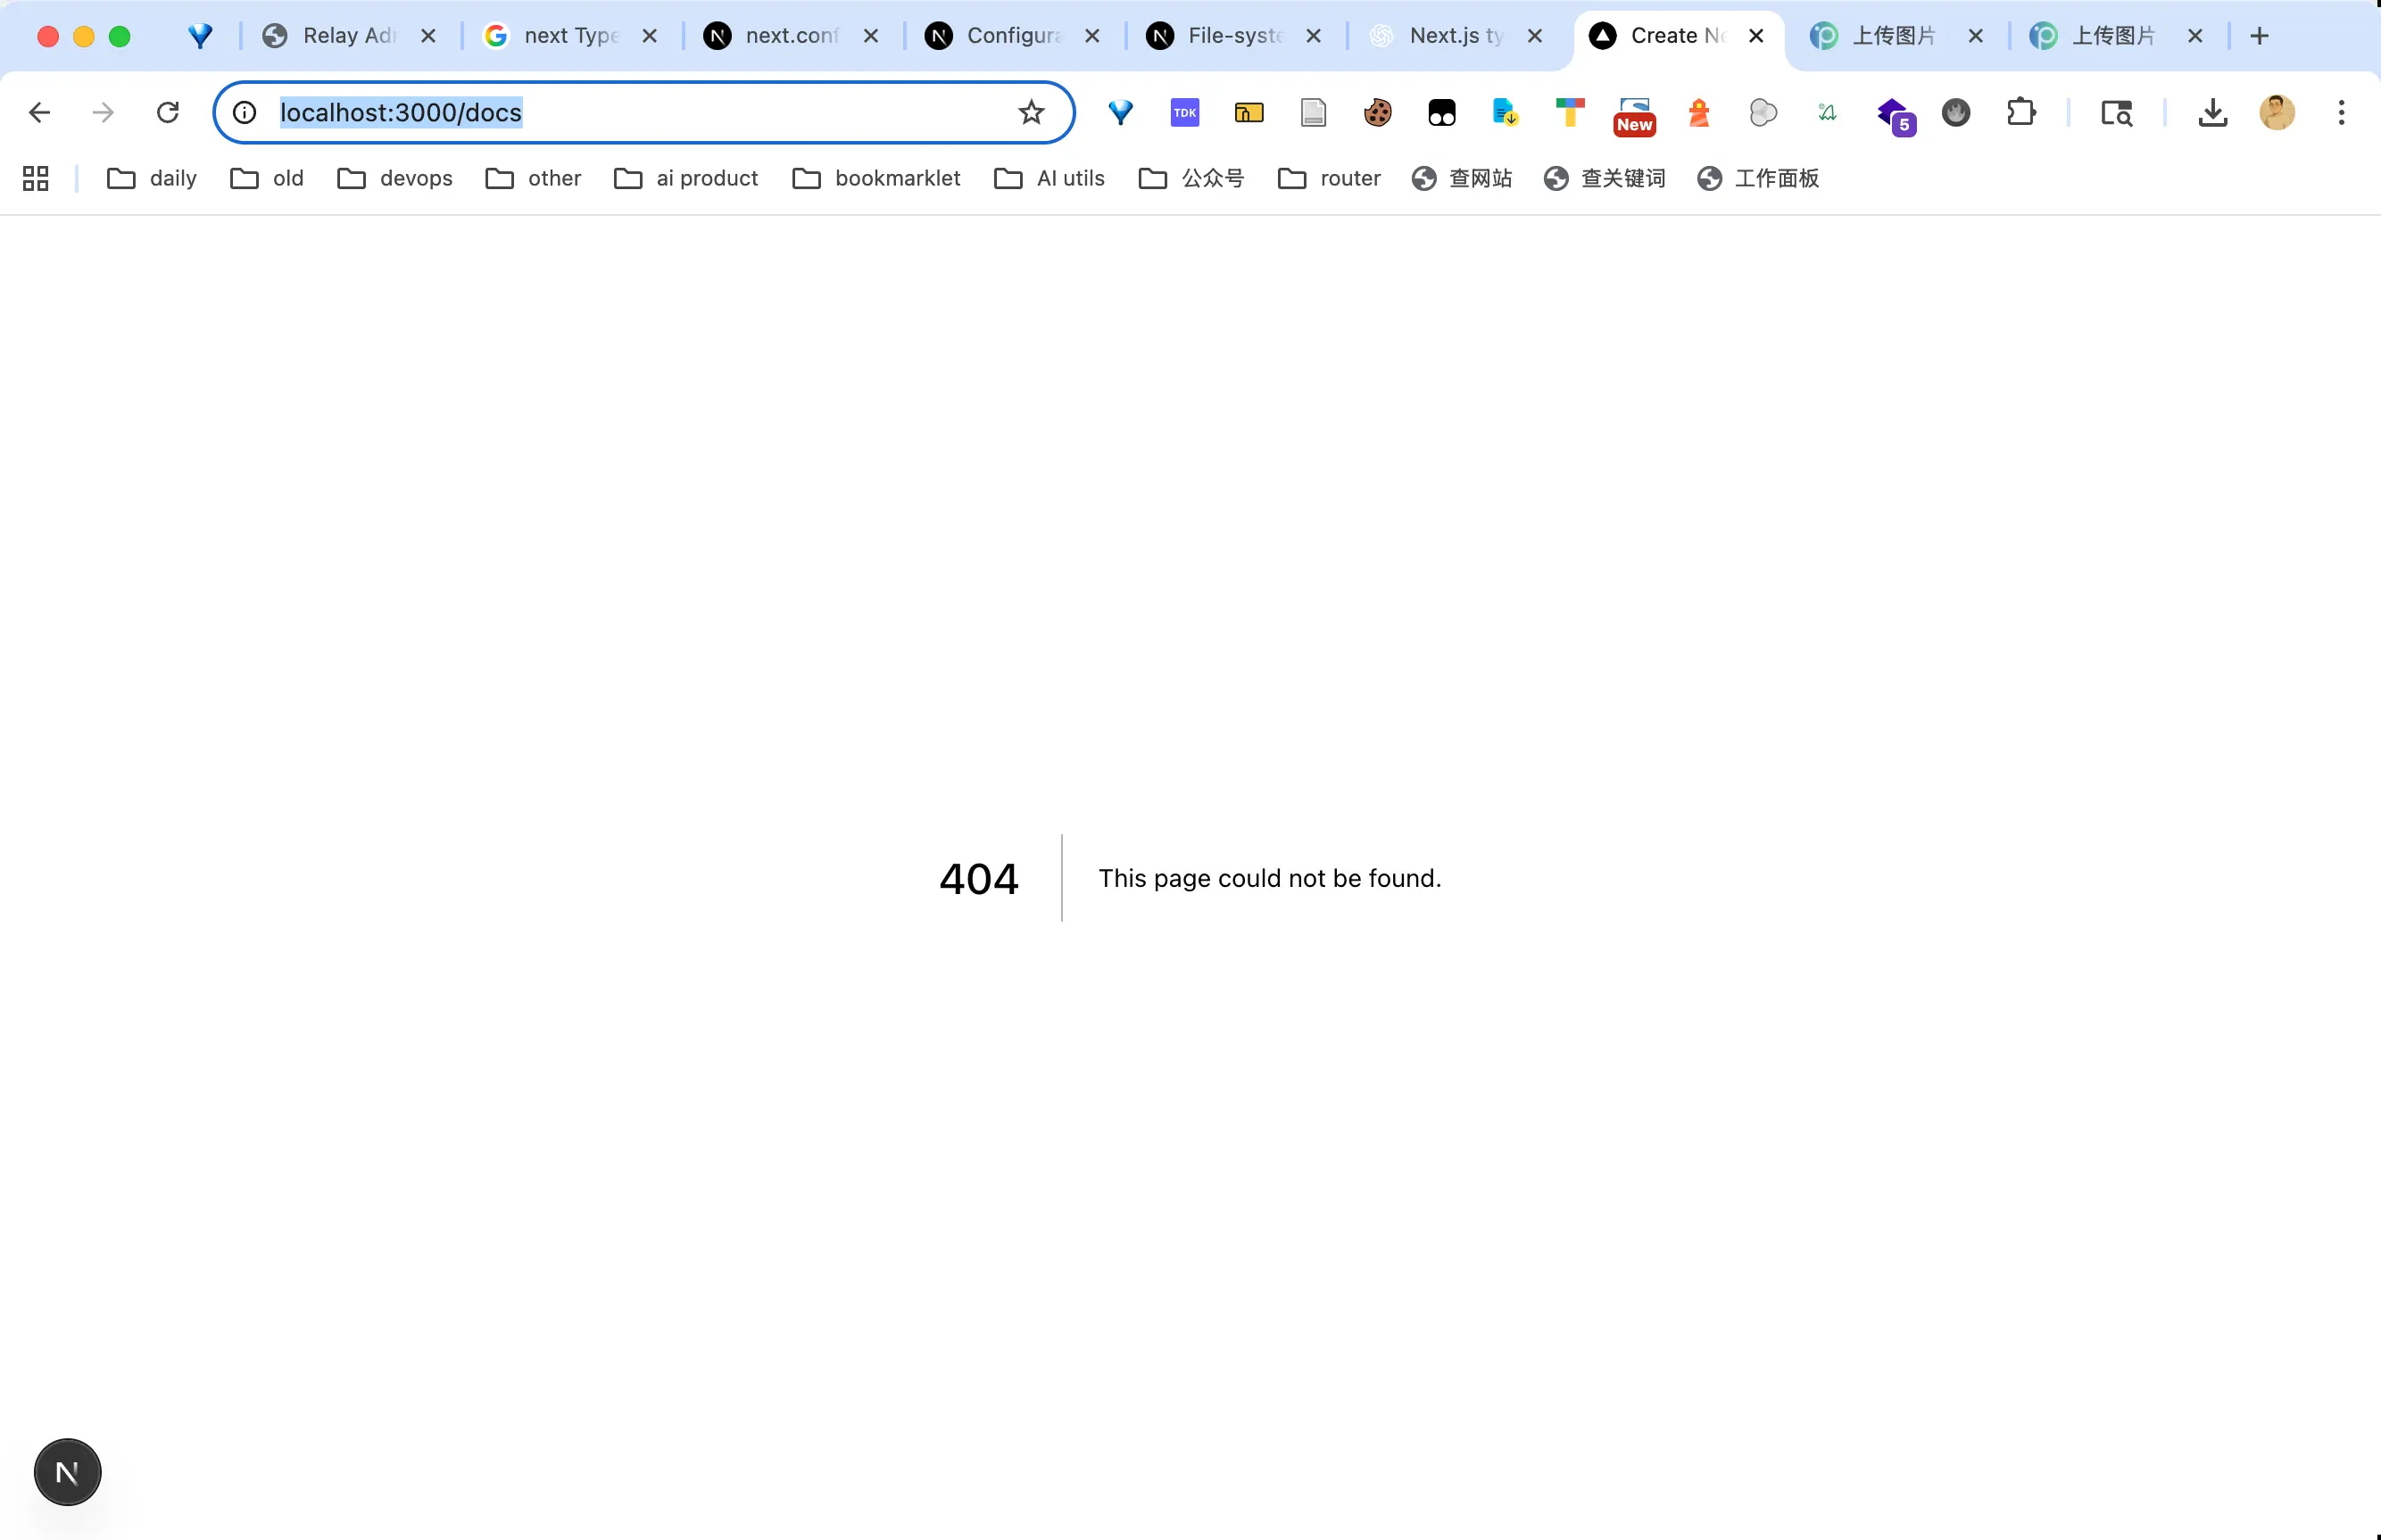 Relay Adr
next Type
next.conf
Configura
File-syste
Next.js ty
Create Ne
上传图片
上传图片
localhost:3000/docs
TDK
New
5
daily
old
devops
other
ai product
bookmarklet
AI utils
公众号
router
查网站
查关键词
工作面板
404
This page could not be found.
N